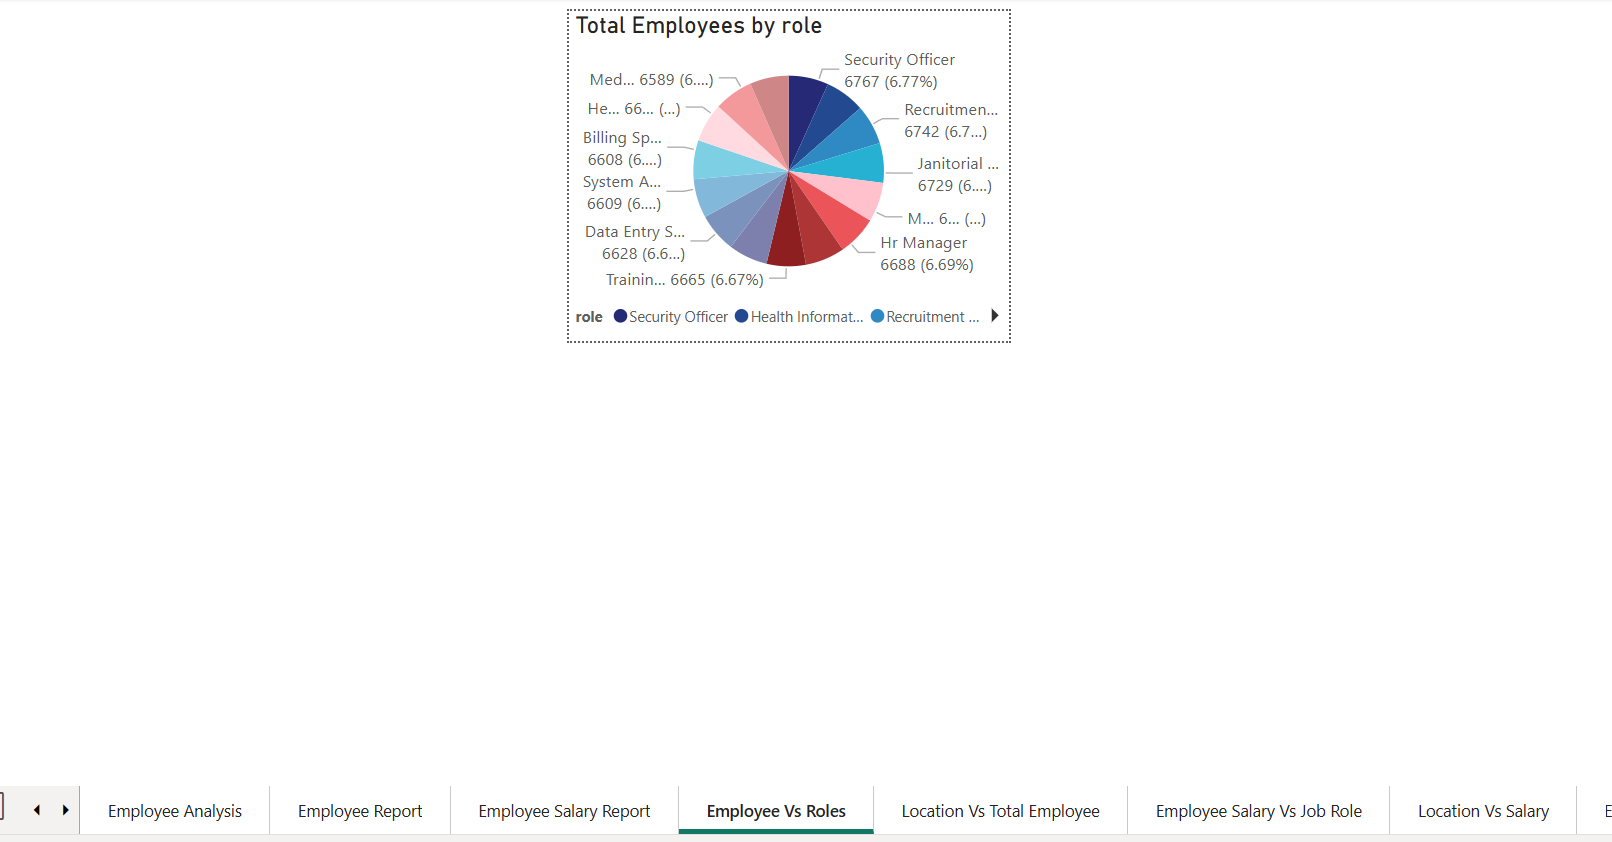 Total Employees by role
Security Officer
6767 (6.77%)
Recruitmen...
6742 (6.7...)
Janitorial ...
6729 (6....)
M... 6... (...)
Hr Manager
6688 (6.69%)
Trainin... 6665 (6.67%)
Data Entry S...
6628 (6.6...)
System A...
6609 (6....)
Billing Sp...
6608 (6....)
He... 66... (...)
Med... 6589 (6....)
role Security Officer Health Informat... Recruitment ...
Employee Analysis Employee Report Employee Salary Report Employee Vs Roles Location Vs Total Employee Employee Salary Vs Job Role Location Vs Salary E